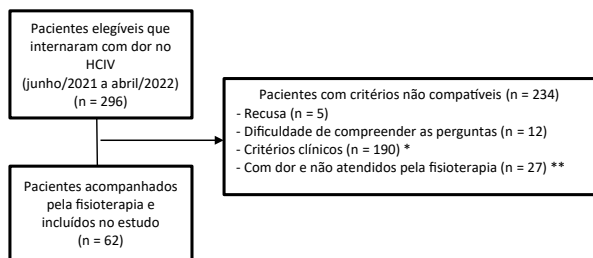 Pacientes elegíveis que
internaram com dor no
HCIV
(junho/2021 a abril/2022)
(n = 296)
Pacientes com critérios não compatíveis (n = 234)
- Recusa (n = 5)
- Dificuldade de compreender as perguntas (n = 12)
- Critérios clínicos (n = 190) *
- Com dor e não atendidos pela fisioterapia (n = 27) **
Pacientes acompanhados
pela fisioterapia e
incluídos no estudo
(n = 62)